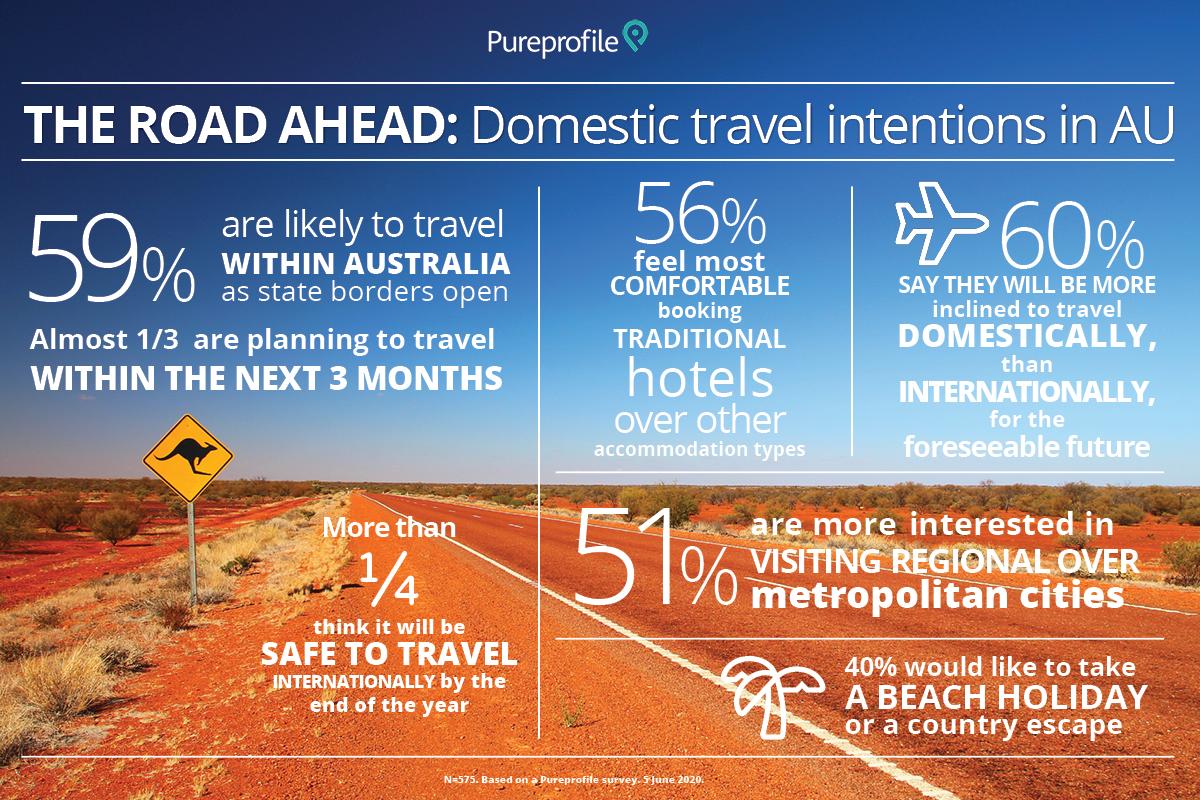 Pureprofile
THE ROAD AHEAD: Domestic travel intentions in AU
59% are likely to travel
WITHIN AUSTRALIA
as state borders open
Almost 1/3 are planning to travel
WITHIN THE NEXT 3 MONTHS
56%
feel most
COMFORTABLE
booking
TRADITIONAL
hotels
over other
accommodation types
60%
SAY THEY WILL BE MORE
inclined to travel
DOMESTICALLY,
than
INTERNATIONALLY,
for the
foreseeable future
More than
1/4
think it will be
SAFE TO TRAVEL
INTERNATIONALLY by the
end of the year
51% are more interested in
VISITING REGIONAL OVER
metropolitan cities
40% would like to take
A BEACH HOLIDAY
or a country escape
N=575. Based on a Pureprofile survey. 5 June 2020.